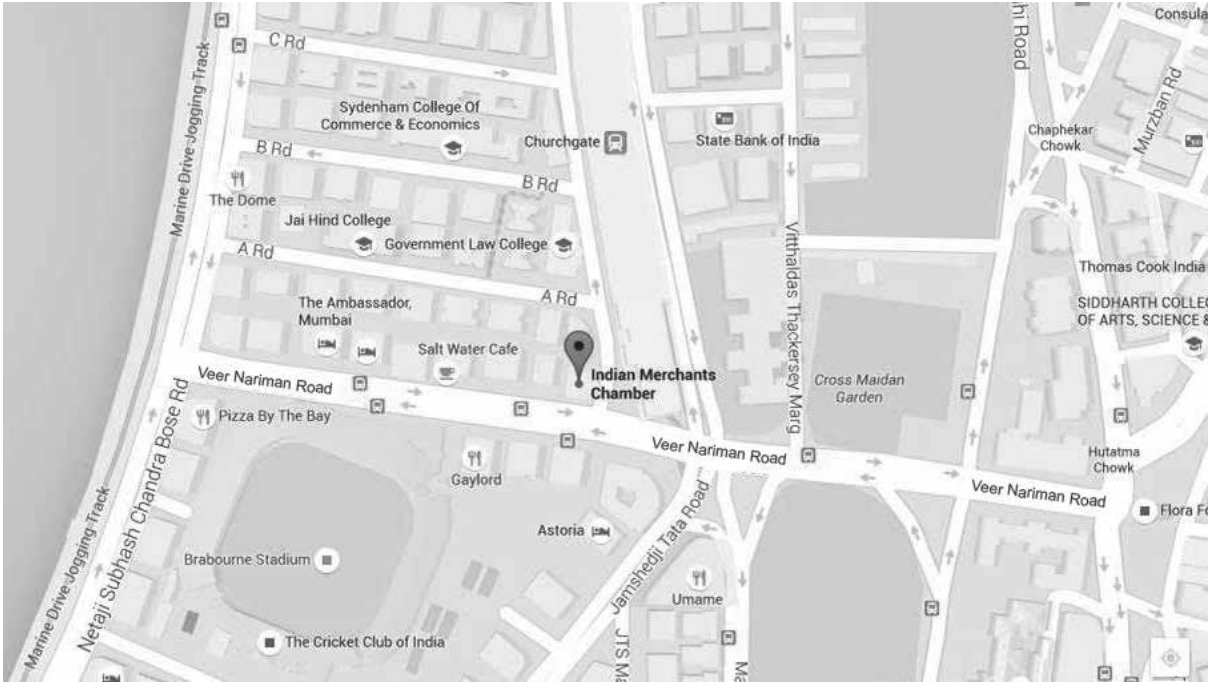 Consula
C Rd
hi Road
Marine Drive Jogging Track
Murzban Rd
Sydenham College Of
Commerce & Economics
Churchgate
State Bank of India
Chaphekar
Chowk
B Rd
B Rd
The Dome
Jai Hind College
Government Law College
A Rd
Vitthaldas Thackersey Marg
Thomas Cook India
A Rd
The Ambassador,
Mumbai
SIDDHARTH COLLEG
OF ARTS, SCIENCE &
Salt Water Cafe
Indian Merchants
Chamber
Cross Maidan
Garden
Veer Nariman Road
Pizza By The Bay
Netaji Subhash Chandra Bose Rd
Veer Nariman Road
Hutatma
Chowk
Gaylord
Veer Nariman Road
Flora Fo
Marine Drive Jogging Track
Astoria
Jamshedji Tata Road
Brabourne Stadium
Umame
The Cricket Club of India
JTS Ma
Ma